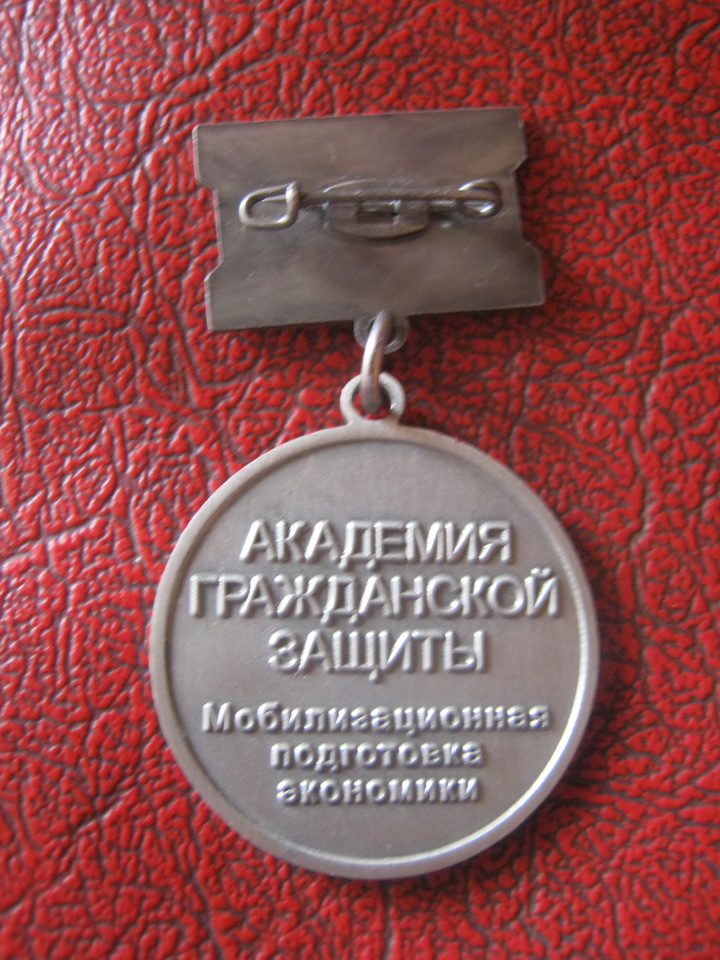 АКАДЕМИЯ
ГРАЖДАНСКОЙ
ЗАЩИТЫ
Мобилизационная
подготовка
экономики